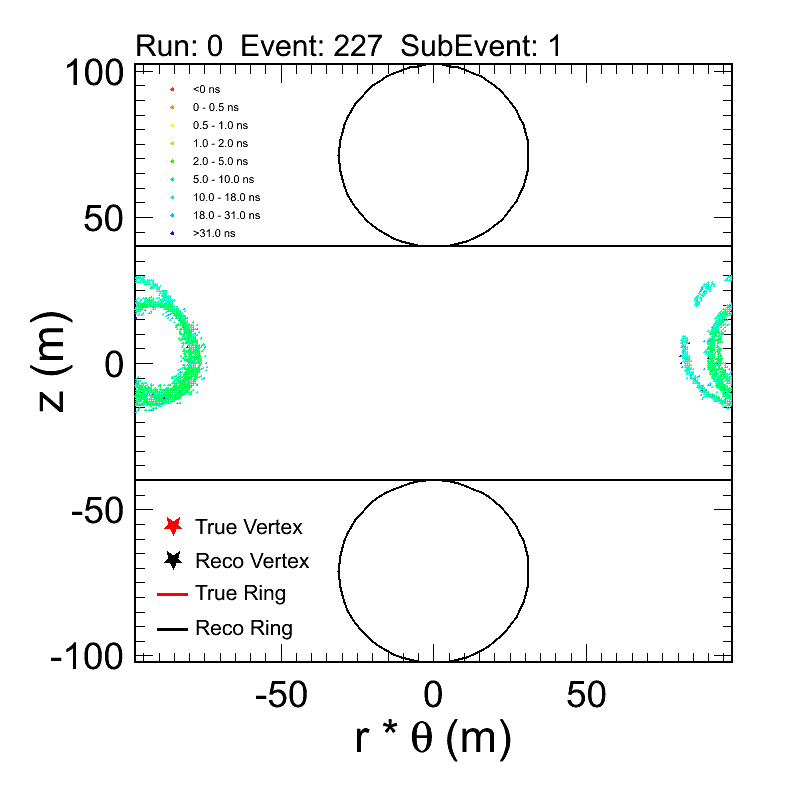 Run: 0  Event: 227  SubEvent: 1
100
<0 ns
0 - 0.5 ns
0.5 - 1.0 ns
1.0 - 2.0 ns
2.0 - 5.0 ns
5.0 - 10.0 ns
10.0 - 18.0 ns
18.0 - 31.0 ns
>31.0 ns
50
0
-50
-100
z (m)
True Vertex
Reco Vertex
True Ring
Reco Ring
-50 0 50
r * θ (m)